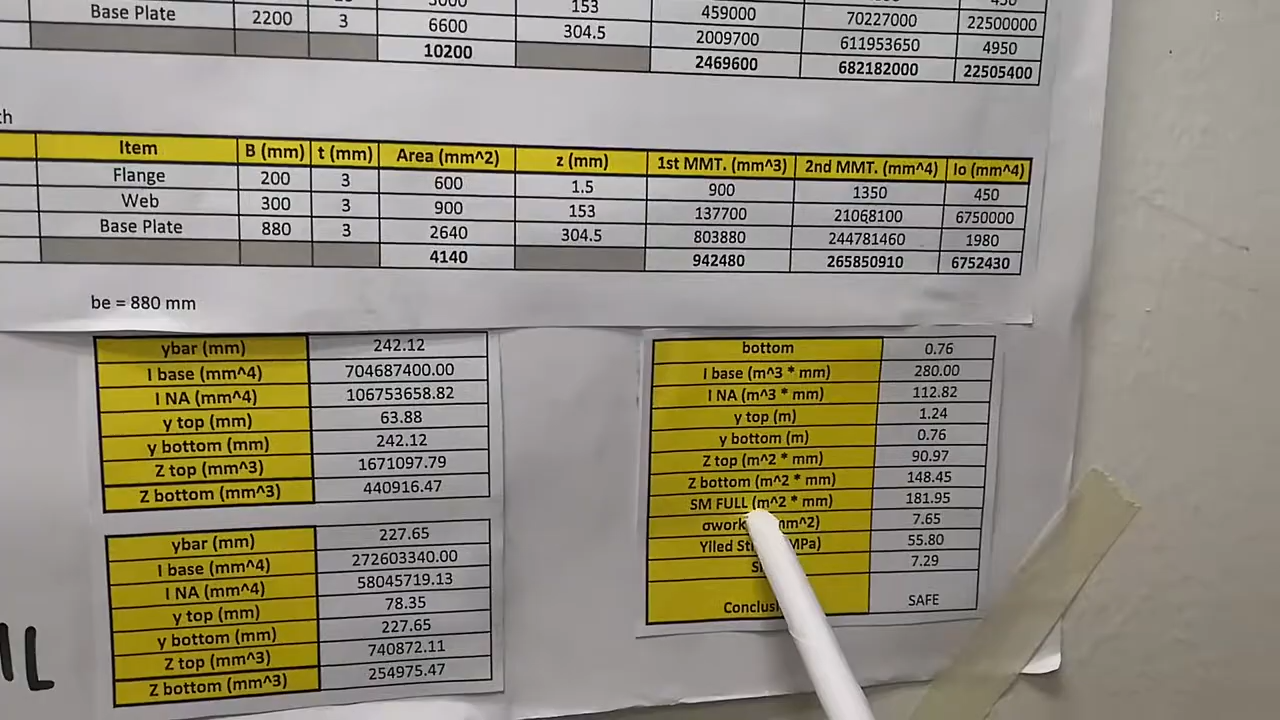 153 459000 70227000 22500000
Base Plate 2200 3 6600 304.5 2009700 611953650 4950
10200 2469600 682182000 22505400
Item B (mm) t (mm) Area (mm^2) z (mm) 1st MMT. (mm^3) 2nd MMT. (mm^4) Io (mm^4)
Flange 200 3 600 1.5 900 1350 450
Web 300 3 900 153 137700 21068100 6750000
Base Plate 880 3 2640 304.5 803880 244781460 1980
4140 942480 265850910 6752430
be = 880 mm
ybar (mm) 242.12
I base (mm^4) 704687400.00
I NA (mm^4) 106753658.82
y top (mm) 63.88
y bottom (mm) 242.12
Z top (mm^3) 1671097.79
Z bottom (mm^3) 440916.47
ybar (mm) 227.65
I base (mm^4) 272603340.00
I NA (mm^4) 58045719.13
y top (mm) 78.35
y bottom (mm) 227.65
Z top (mm^3) 740872.11
Z bottom (mm^3) 254975.47
bottom 0.76
I base (m^3 * mm) 280.00
I NA (m^3 * mm) 112.82
y top (m) 1.24
y bottom (m) 0.76
Z top (m^2 * mm) 90.97
Z bottom (m^2 * mm) 148.45
SM FULL (m^2 * mm) 181.95
σwork mm^2) 7.65
Ylled St MPa) 55.80
7.29
Conclus SAFE